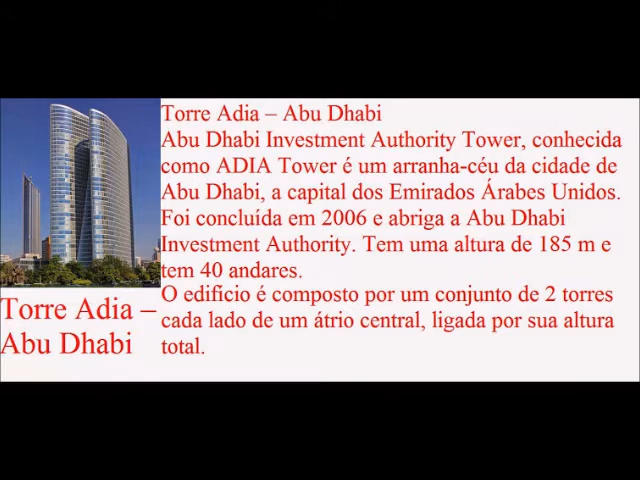 Torre Adia – Abu Dhabi
Abu Dhabi Investment Authority Tower, conhecida
como ADIA Tower é um arranha-céu da cidade de
Abu Dhabi, a capital dos Emirados Árabes Unidos.
Foi concluída em 2006 e abriga a Abu Dhabi
Investment Authority. Tem uma altura de 185 m e
tem 40 andares.
O edifício é composto por um conjunto de 2 torres
cada lado de um átrio central, ligada por sua altura
total.
Torre Adia –
Abu Dhabi